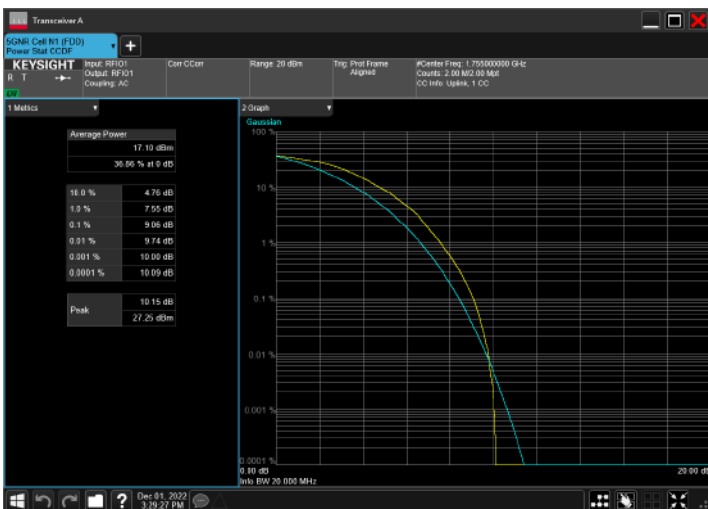 Transceiver A
5GNR Cell N1 (FDD)
Power Stat CCDF
KEYSIGHT
R T
Input: RFIO1
Output: RFIO1
Coupling: AC
Corr CCorr
Range: 20 dBm
Trig: Prot Frame
Aligned
#Center Freq: 1.755000000 GHz
Counts: 2.00 M/2.00 Mpt
CC Info: Uplink, 1 CC
1 Metrics
2 Graph
Gaussian
Average Power
17.10 dBm
36.86 % at 0 dB
10.0 % 4.76 dB
1.0 % 7.55 dB
0.1 % 9.06 dB
0.01 % 9.74 dB
0.001 % 10.00 dB
0.0001 % 10.09 dB
Peak
10.15 dB
27.25 dBm
100 %
10 %
1 %
0.1 %
0.01 %
0.001 %
0.0001 %
0.00 dB
20.00 dB
Info BW 20.000 MHz
Dec 01, 2022
3:29:27 PM